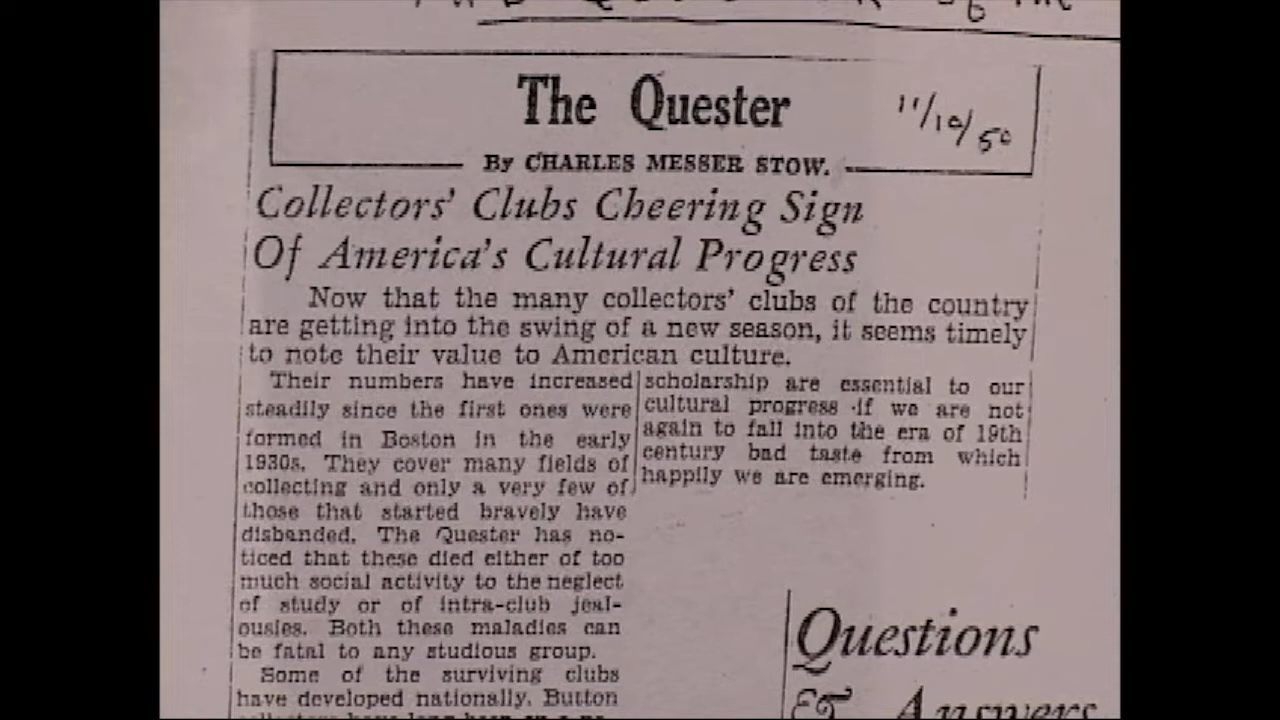 The Quester
11/10/50
By CHARLES MESSER STOW.
Collectors' Clubs Cheering Sign
Of America's Cultural Progress
Now that the many collectors' clubs of the country
are getting into the swing of a new season, it seems timely
to note their value to American culture.
Their numbers have increased
steadily since the first ones were
formed in Boston in the early
1930s. They cover many fields of
collecting and only a very few of
those that started bravely have
disbanded. The Quester has no-
ticed that these died either of too
much social activity to the neglect
of study or of intra-club jeal-
ousies. Both these maladies can
be fatal to any studious group.
Some of the surviving clubs
have developed nationally. Button
scholarship are essential to our
cultural progress if we are not
again to fall into the era of 19th
century bad taste from which
happily we are emerging.
Questions
& Answers